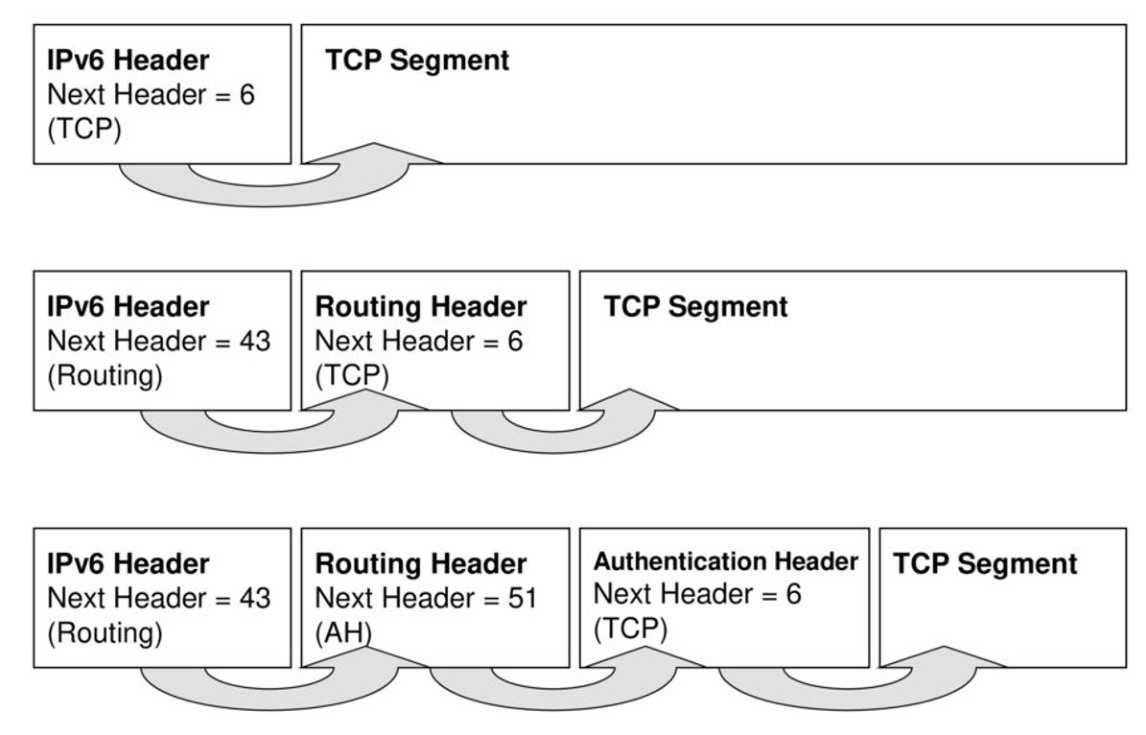 IPv6 Header
Next Header = 6
(TCP)
TCP Segment
IPv6 Header
Next Header = 43
(Routing)
Routing Header
Next Header = 6
(TCP)
TCP Segment
IPv6 Header
Next Header = 43
(Routing)
Routing Header
Next Header = 51
(AH)
Authentication Header
Next Header = 6
(TCP)
TCP Segment